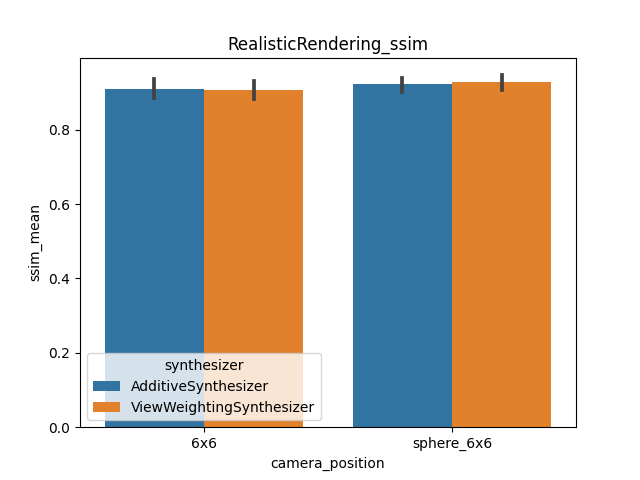 RealisticRendering_ssim
ssim_mean
0.8
0.6
0.4
0.2
0.0
synthesizer
AdditiveSynthesizer
ViewWeightingSynthesizer
6x6
sphere_6x6
camera_position